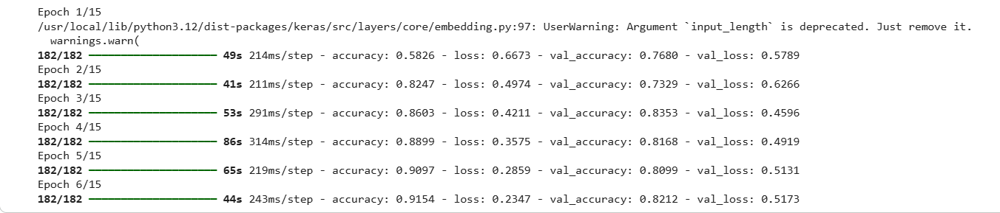 Epoch 1/15
/usr/local/lib/python3.12/dist-packages/keras/src/layers/core/embedding.py:97: UserWarning: Argument `input_length` is deprecated. Just remove it.
  warnings.warn(
182/182 ━━━━━━━━━━━━━━━━━━━━ 49s 214ms/step - accuracy: 0.5826 - loss: 0.6673 - val_accuracy: 0.7680 - val_loss: 0.5789
Epoch 2/15
182/182 ━━━━━━━━━━━━━━━━━━━━ 41s 211ms/step - accuracy: 0.8247 - loss: 0.4974 - val_accuracy: 0.7329 - val_loss: 0.6266
Epoch 3/15
182/182 ━━━━━━━━━━━━━━━━━━━━ 53s 291ms/step - accuracy: 0.8603 - loss: 0.4211 - val_accuracy: 0.8353 - val_loss: 0.4596
Epoch 4/15
182/182 ━━━━━━━━━━━━━━━━━━━━ 86s 314ms/step - accuracy: 0.8899 - loss: 0.3575 - val_accuracy: 0.8168 - val_loss: 0.4919
Epoch 5/15
182/182 ━━━━━━━━━━━━━━━━━━━━ 65s 219ms/step - accuracy: 0.9097 - loss: 0.2859 - val_accuracy: 0.8099 - val_loss: 0.5131
Epoch 6/15
182/182 ━━━━━━━━━━━━━━━━━━━━ 44s 243ms/step - accuracy: 0.9154 - loss: 0.2347 - val_accuracy: 0.8212 - val_loss: 0.5173